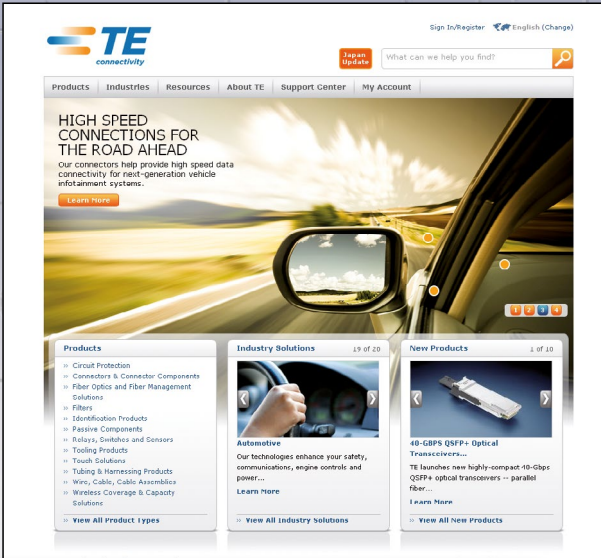 TE
connectivity
Sign In/Register English (Change)
Japan
Update
What can we help you find?
Products Industries Resources About TE Support Center My Account
HIGH SPEED
CONNECTIONS FOR
THE ROAD AHEAD
Our connectors help provide high speed data
connectivity for next-generation vehicle
infotainment systems.
Learn More
1 2 3 4
Products
» Circuit Protection
» Connectors & Connector Components
» Fiber Optics and Fiber Management
Solutions
» Filters
» Identification Products
» Passive Components
» Relays, Switches and Sensors
» Tooling Products
» Touch Solutions
» Tubing & Harnessing Products
» Wire, Cable, Cable Assemblies
» Wireless Coverage & Capacity
Solutions
» View All Product Types
Industry Solutions 19 of 20
Automotive
Our technologies enhance your safety,
communications, engine controls and
power...
Learn More
» View All Industry Solutions
New Products 1 of 10
40-GBPS QSFP+ Optical
Transceivers...
TE launches new highly-compact 40-Gbps
QSFP+ optical transceivers -- parallel
fiber...
Learn More
» View All New Products